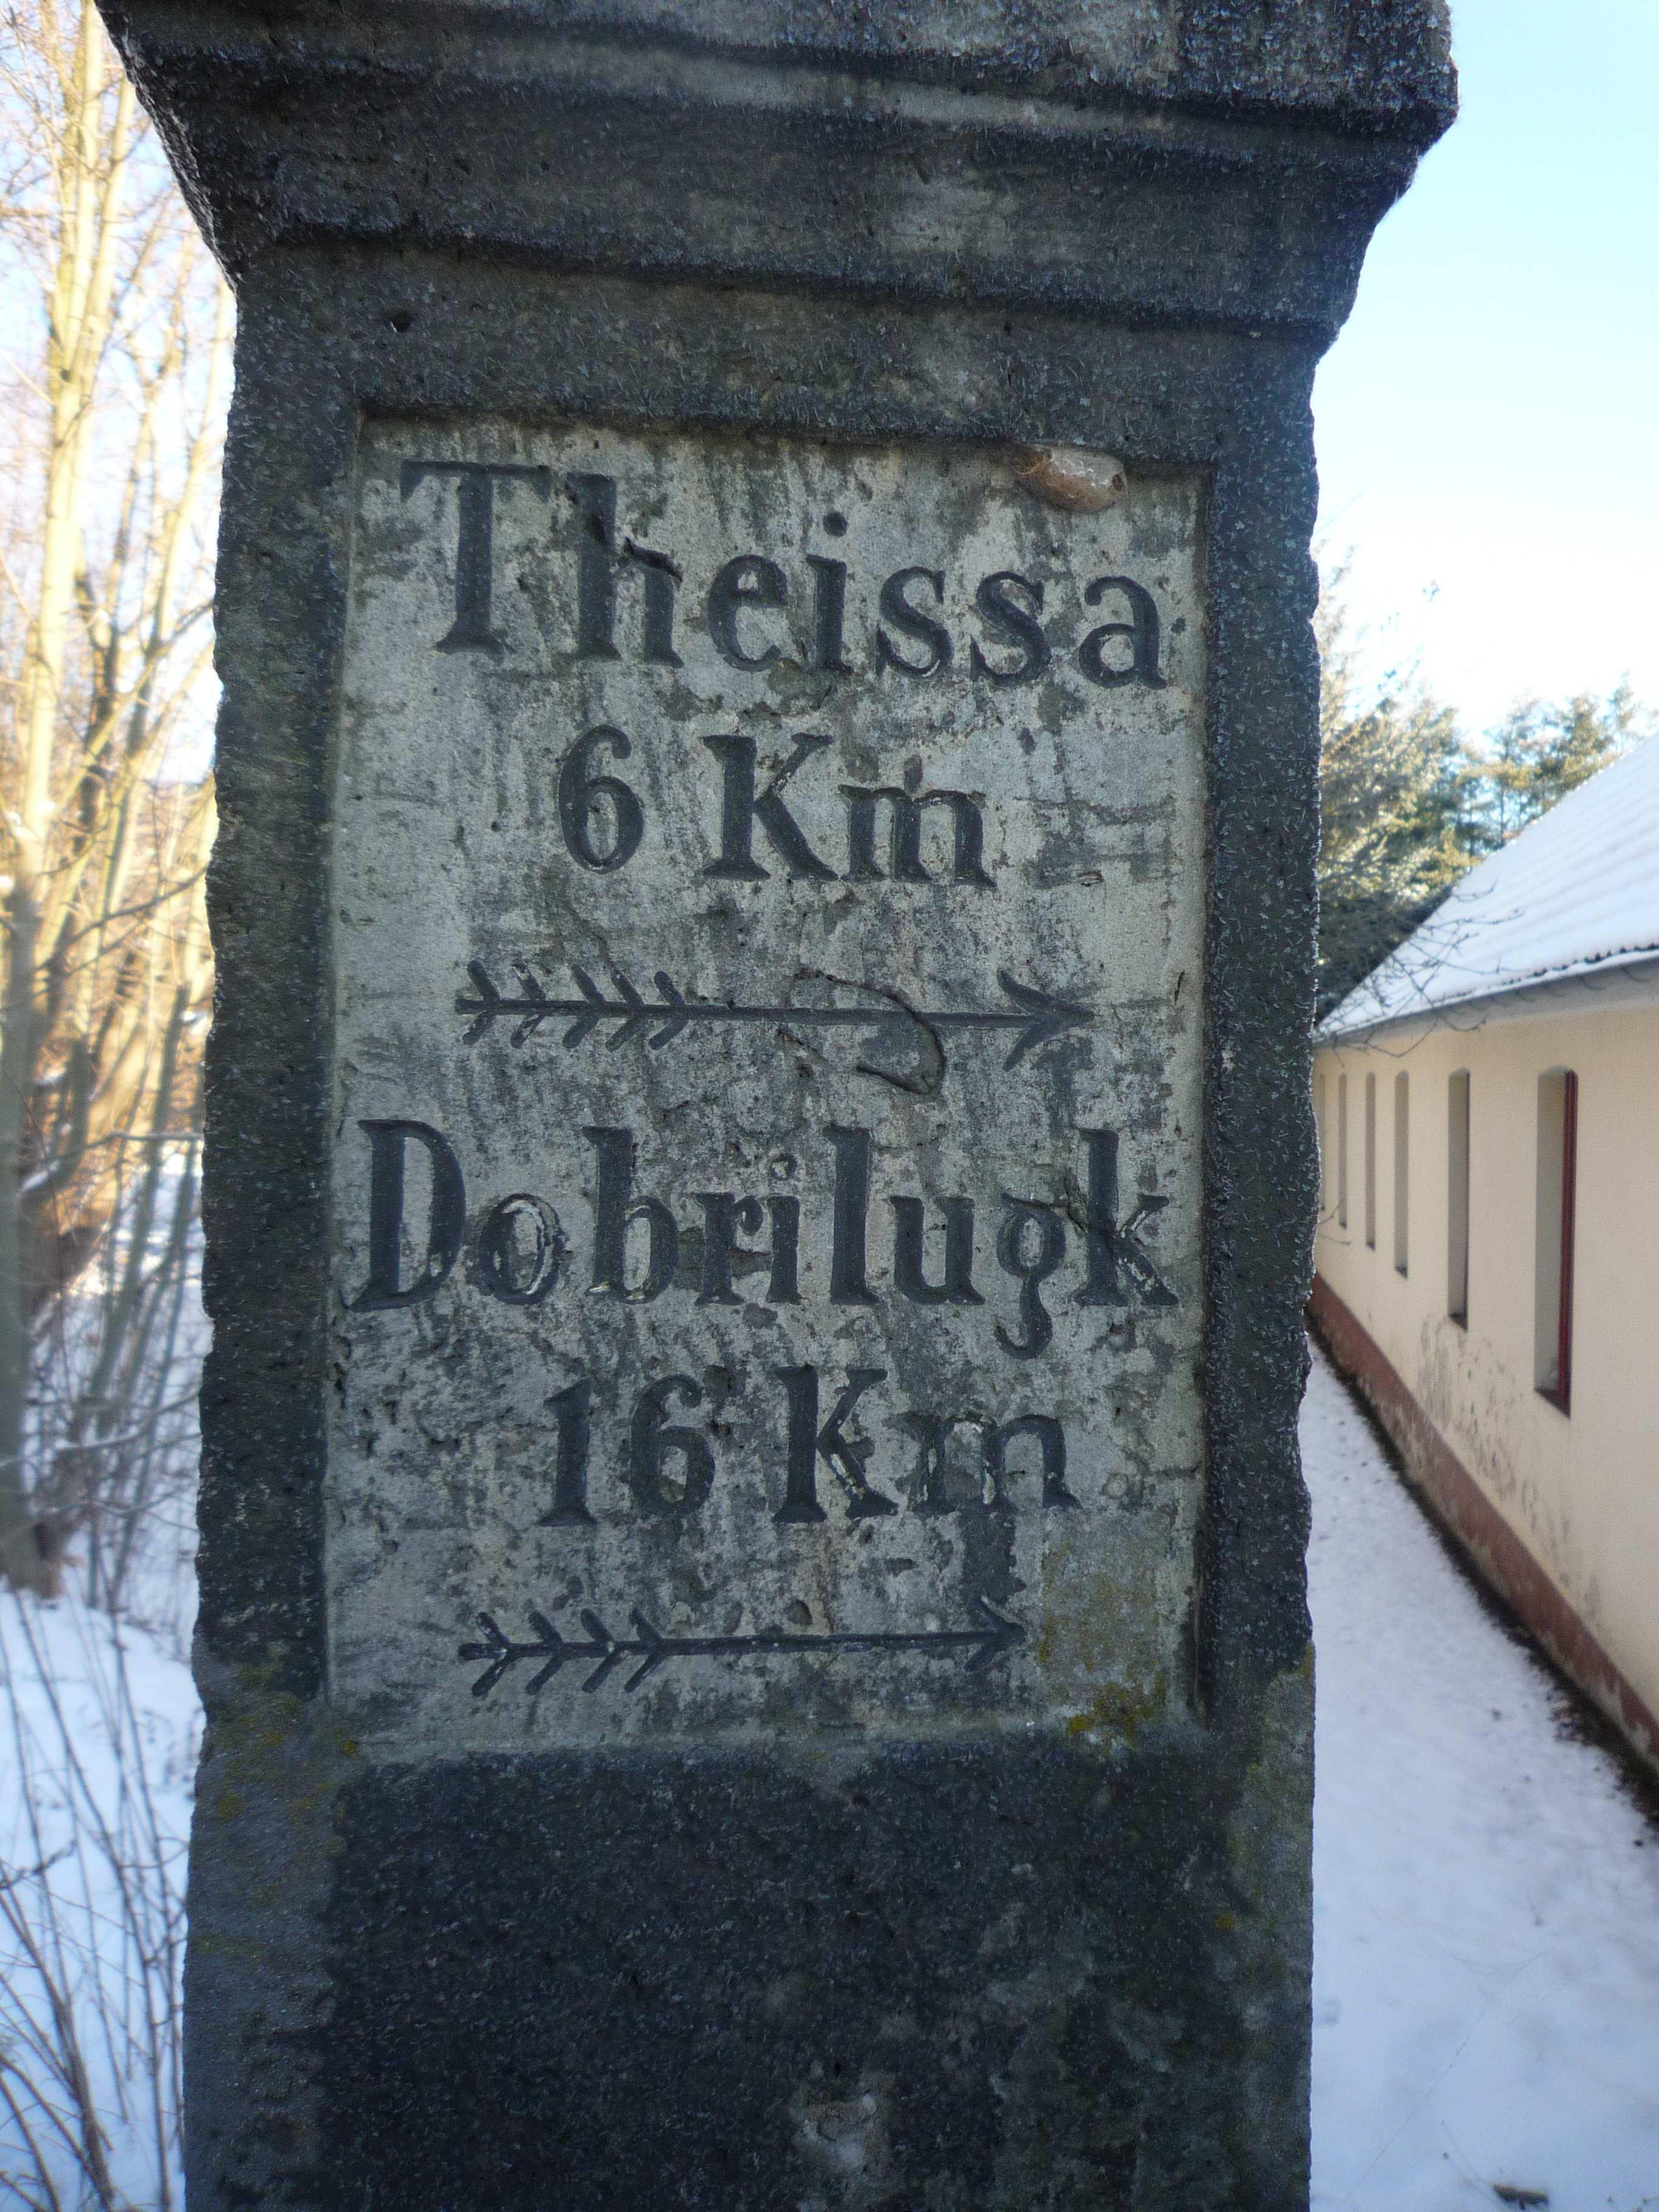 Theissa
6 Km
Dobrilugk
16 Km